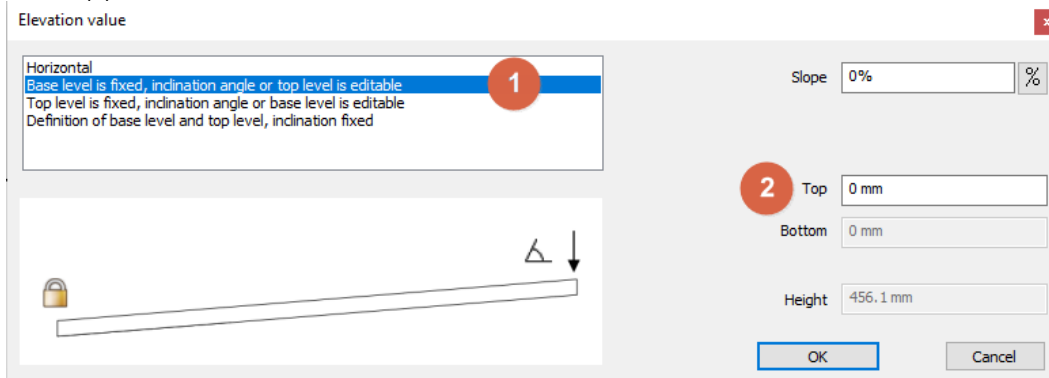 Elevation value
x
Horizontal
Base level is fixed, inclination angle or top level is editable
1
Top level is fixed, inclination angle or base level is editable
Definition of base level and top level, inclination fixed
Slope 0% %
2 Top 0 mm
Bottom 0 mm
Height 456.1 mm
OK Cancel